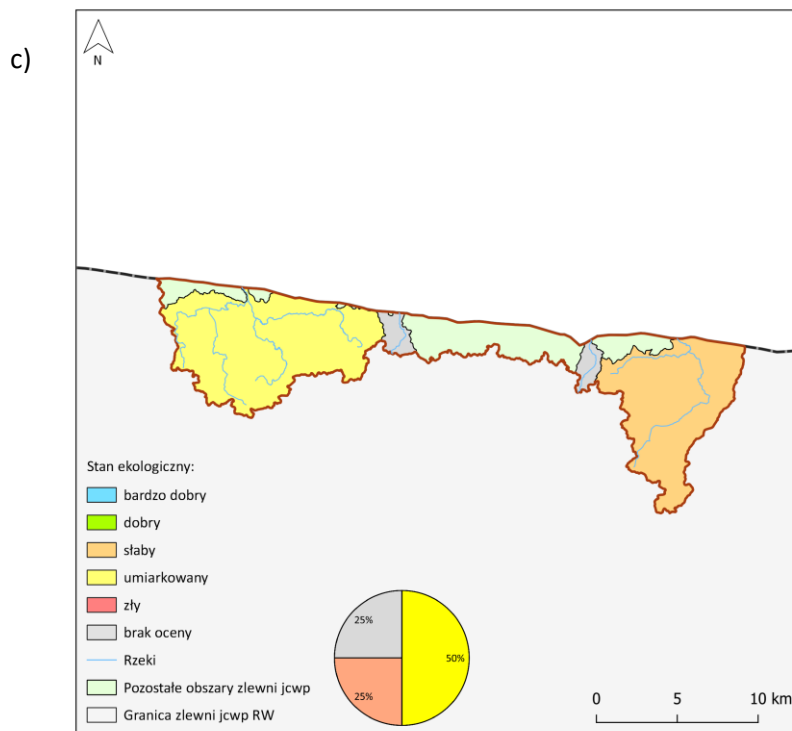 c)
N
Stan ekologiczny:
bardzo dobry
dobry
słaby
umiarkowany
zły
brak oceny
Rzeki
Pozostałe obszary zlewni jcwp
Granica zlewni jcwp RW
25%
50%
25%
0 5 10 km